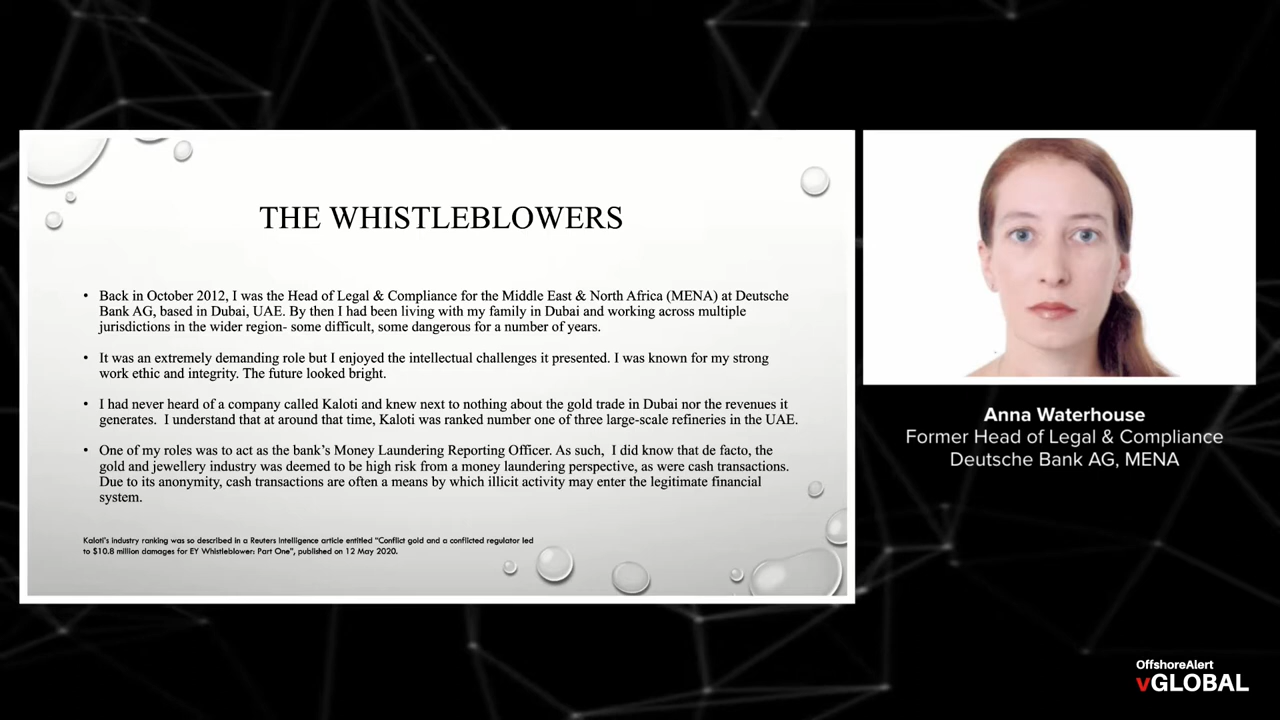 THE WHISTLEBLOWERS
• Back in October 2012, I was the Head of Legal & Compliance for the Middle East & North Africa (MENA) at Deutsche
Bank AG, based in Dubai, UAE. By then I had been living with my family in Dubai and working across multiple
jurisdictions in the wider region- some difficult, some dangerous for a number of years.
• It was an extremely demanding role but I enjoyed the intellectual challenges it presented. I was known for my strong
work ethic and integrity. The future looked bright.
• I had never heard of a company called Kaloti and knew next to nothing about the gold trade in Dubai nor the revenues it
generates. I understand that at around that time, Kaloti was ranked number one of three large-scale refineries in the UAE.
• One of my roles was to act as the bank's Money Laundering Reporting Officer. As such, I did know that de facto, the
gold and jewellery industry was deemed to be high risk from a money laundering perspective, as were cash transactions.
Due to its anonymity, cash transactions are often a means by which illicit activity may enter the legitimate financial
system.
Kaloti's industry ranking was so described in a Reuters Intelligence article entitled "Conflict gold and a conflicted regulator led
to $10.8 million damages for EY Whistleblower: Part One", published on 12 May 2020.
Anna Waterhouse
Former Head of Legal & Compliance
Deutsche Bank AG, MENA
OffshoreAlert
vGLOBAL